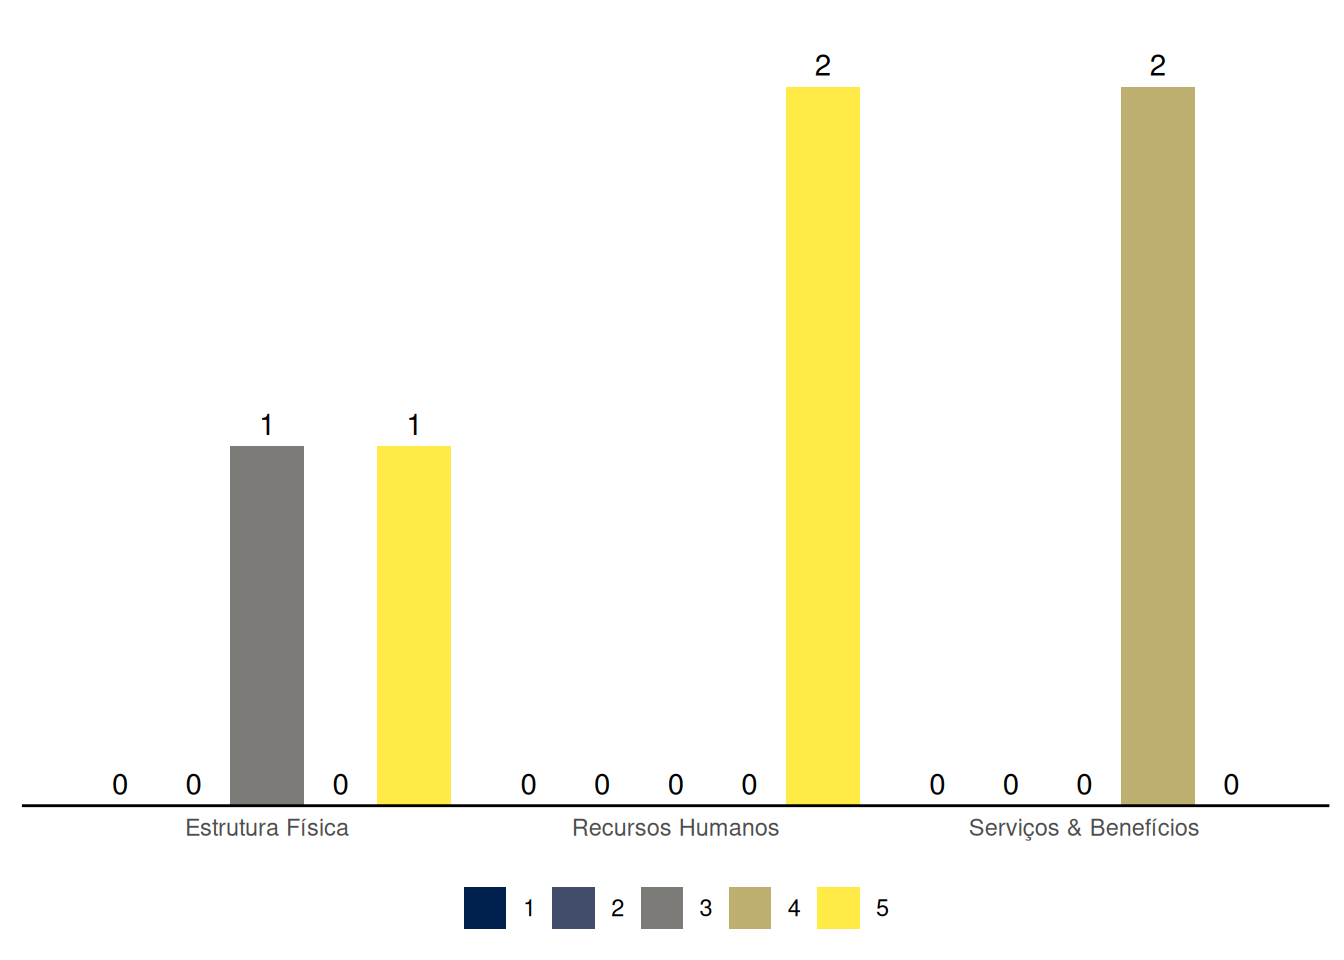 2 2
1 1
0 0 0 0 0 0 0 0 0 0 0
Estrutura Física Recursos Humanos Serviços & Benefícios
1 2 3 4 5